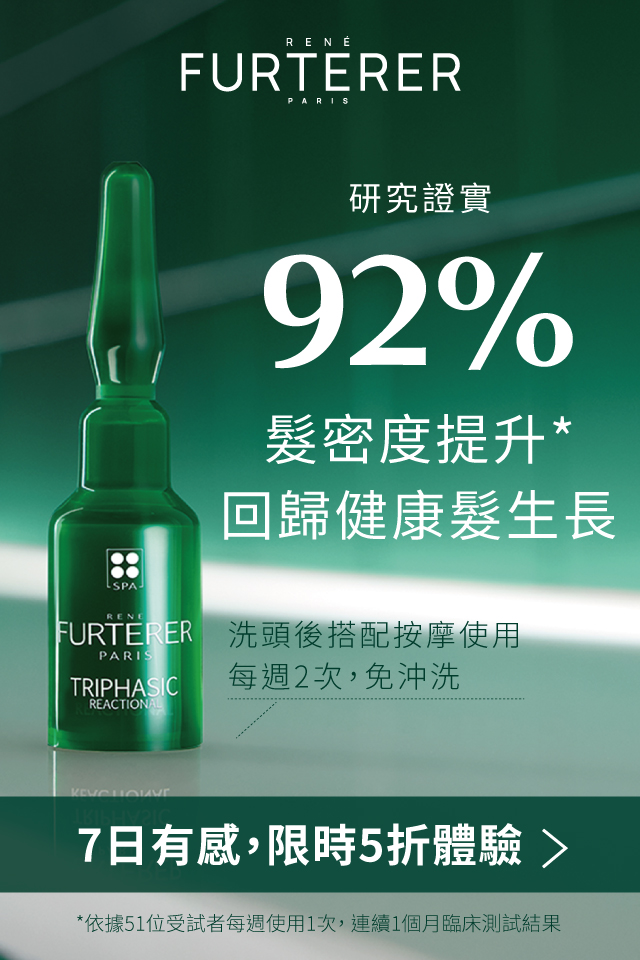 RENÉ
FURTERER
PARIS
研究證實
92%
髮密度提升*
回歸健康髮生長
SPA
RENE
FURTERER
PARIS
TRIPHASIC
REACTIONAL
洗頭後搭配按摩使用
每週2次，免沖洗
7日有感，限時5折體驗 >
*依據51位受試者每週使用1次，連續1個月臨床測試結果